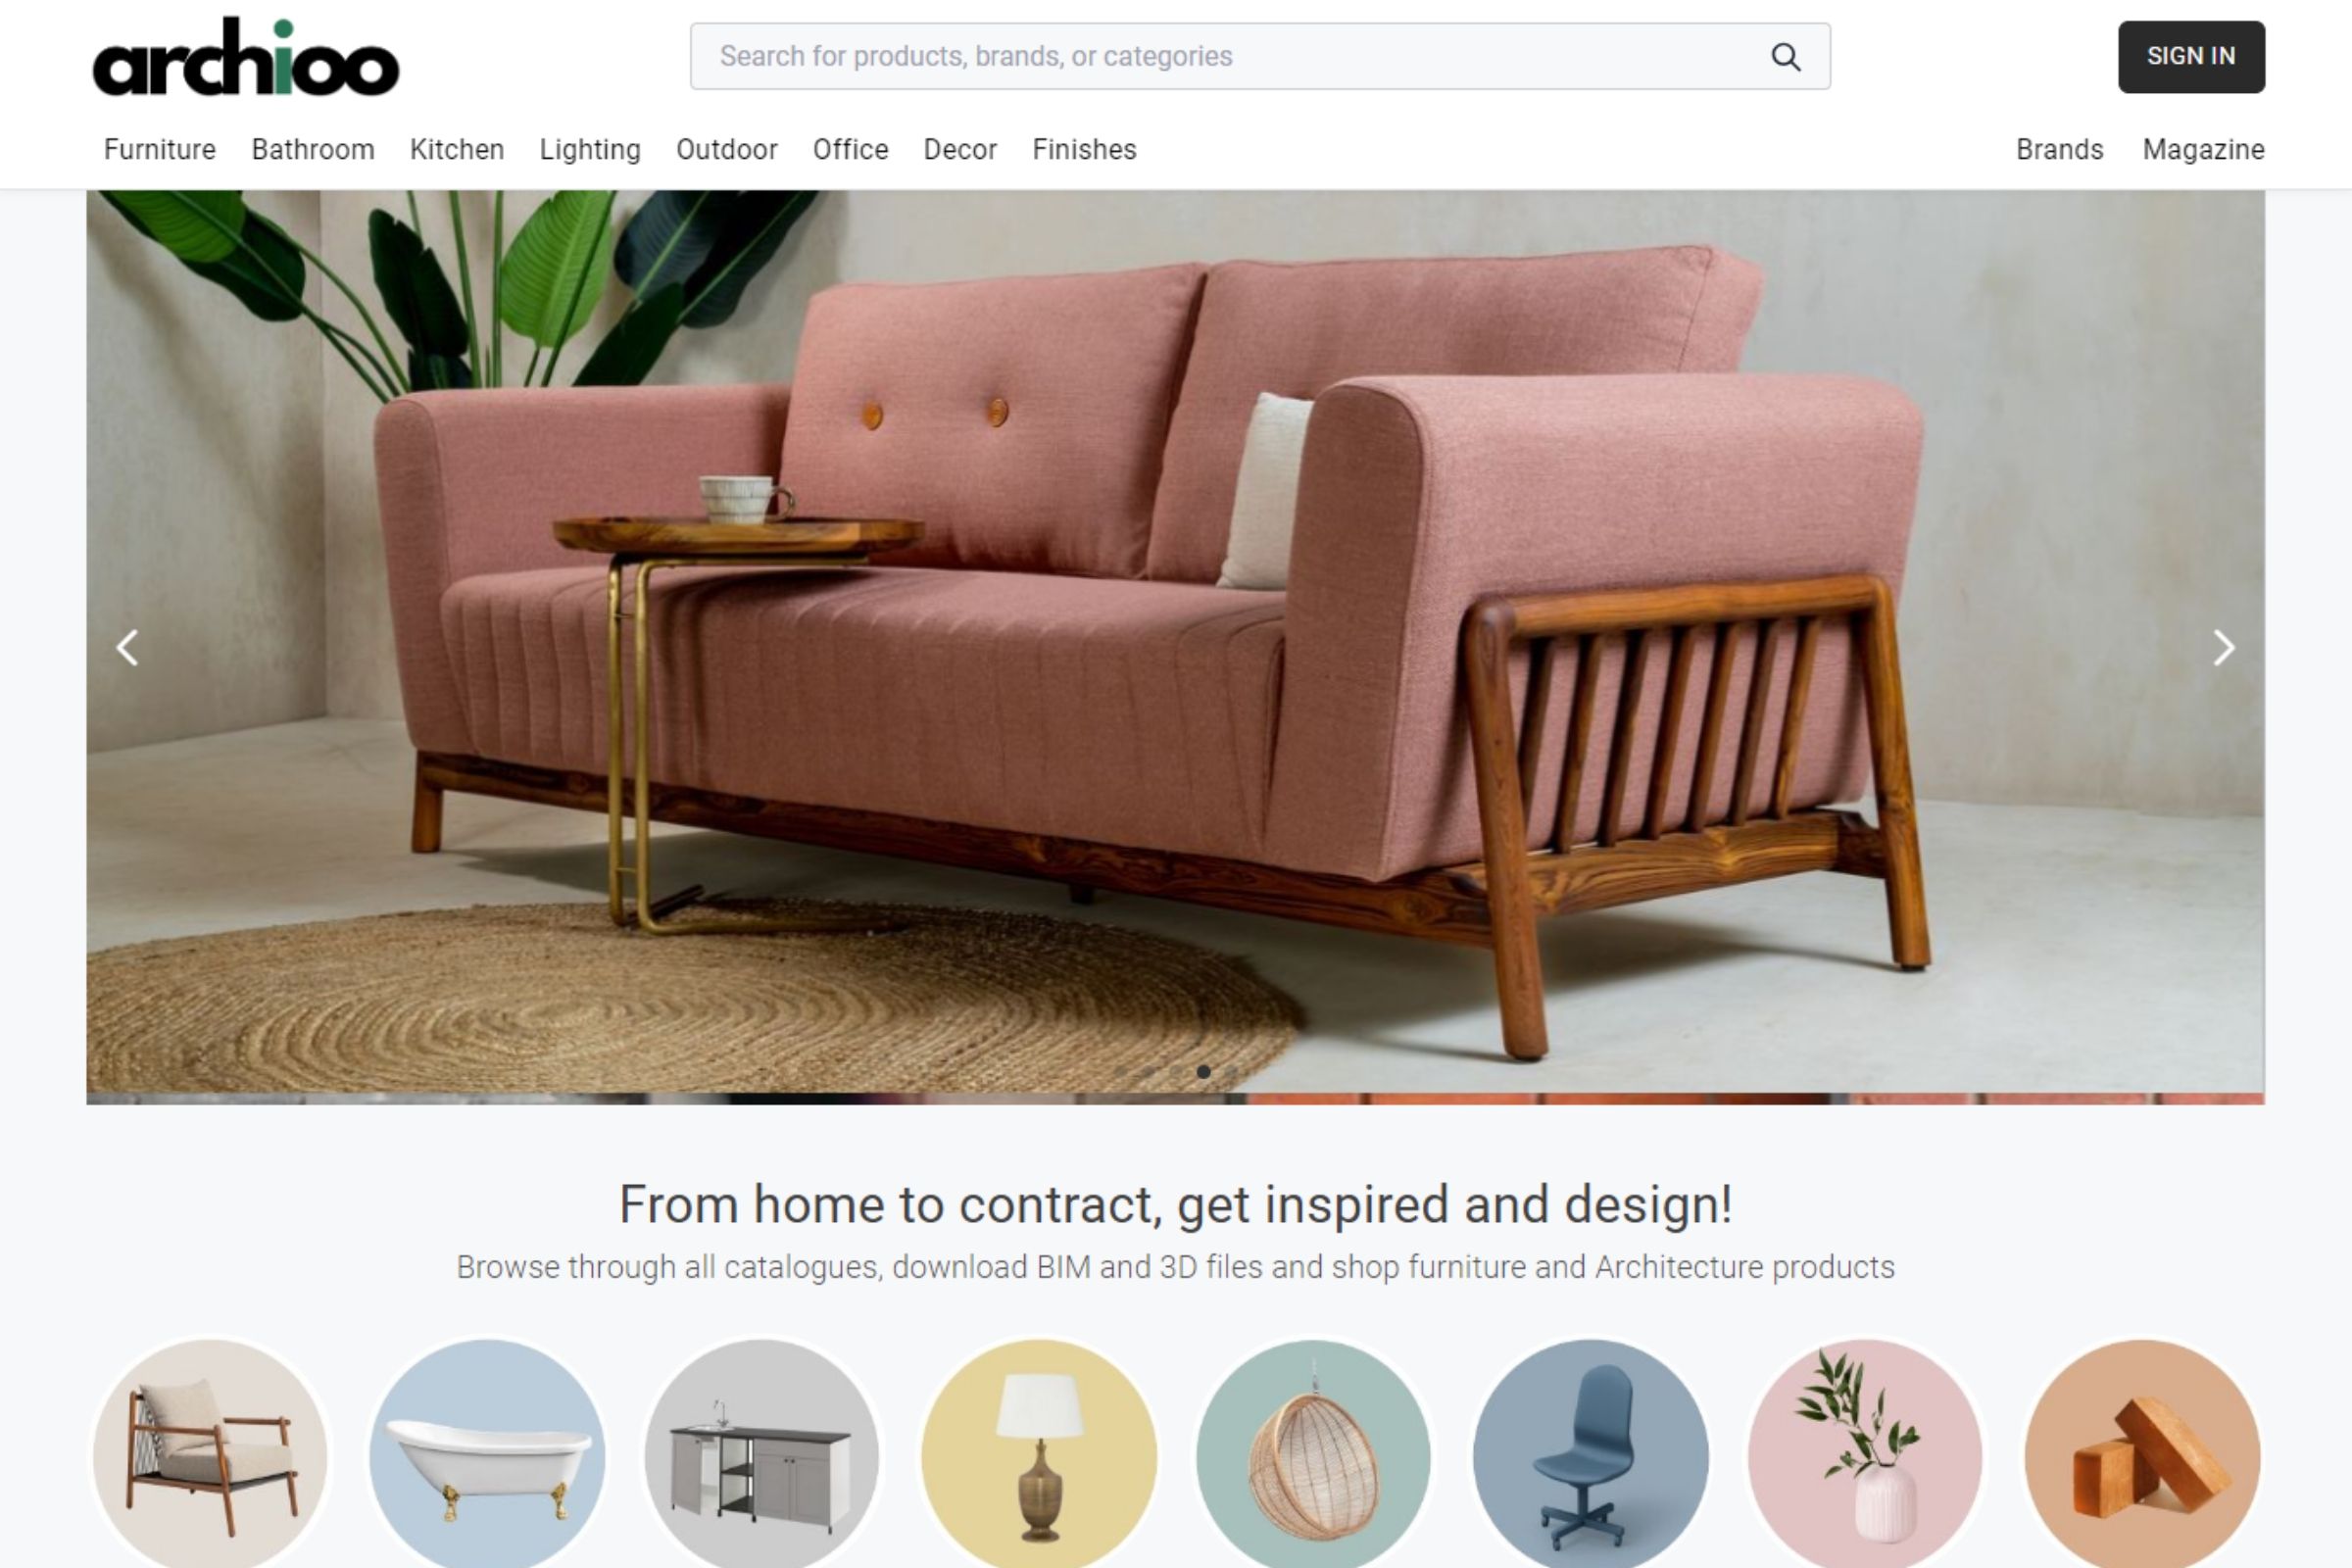 archioo
Search for products, brands, or categories
SIGN IN
Furniture Bathroom Kitchen Lighting Outdoor Office Decor Finishes
Brands Magazine
From home to contract, get inspired and design!
Browse through all catalogues, download BIM and 3D files and shop furniture and Architecture products